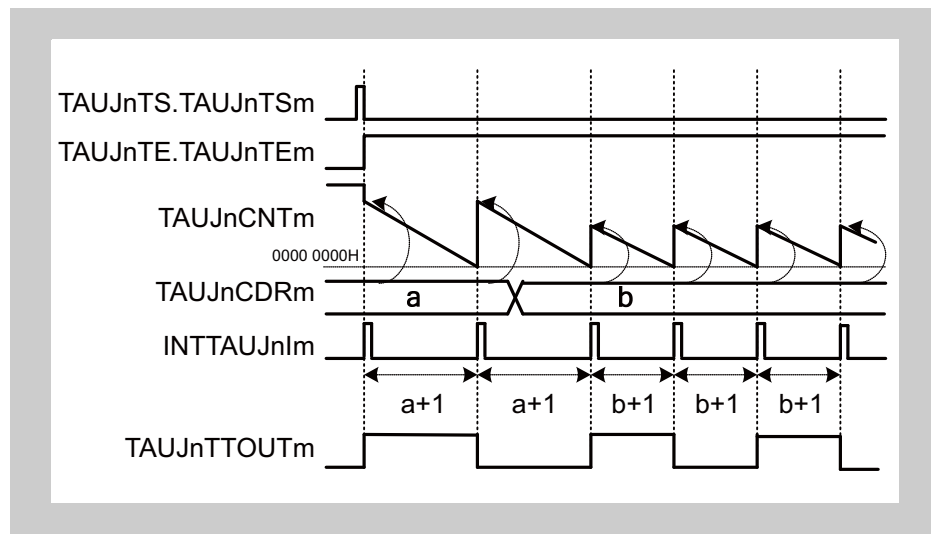 TAUJnTS.TAUJnTSm
TAUJnTE.TAUJnTEm
TAUJnCNTm
0000 0000H
TAUJnCDRm
a
b
INTTAUJnIm
a+1
a+1
b+1
b+1
b+1
TAUJnTTOUTm